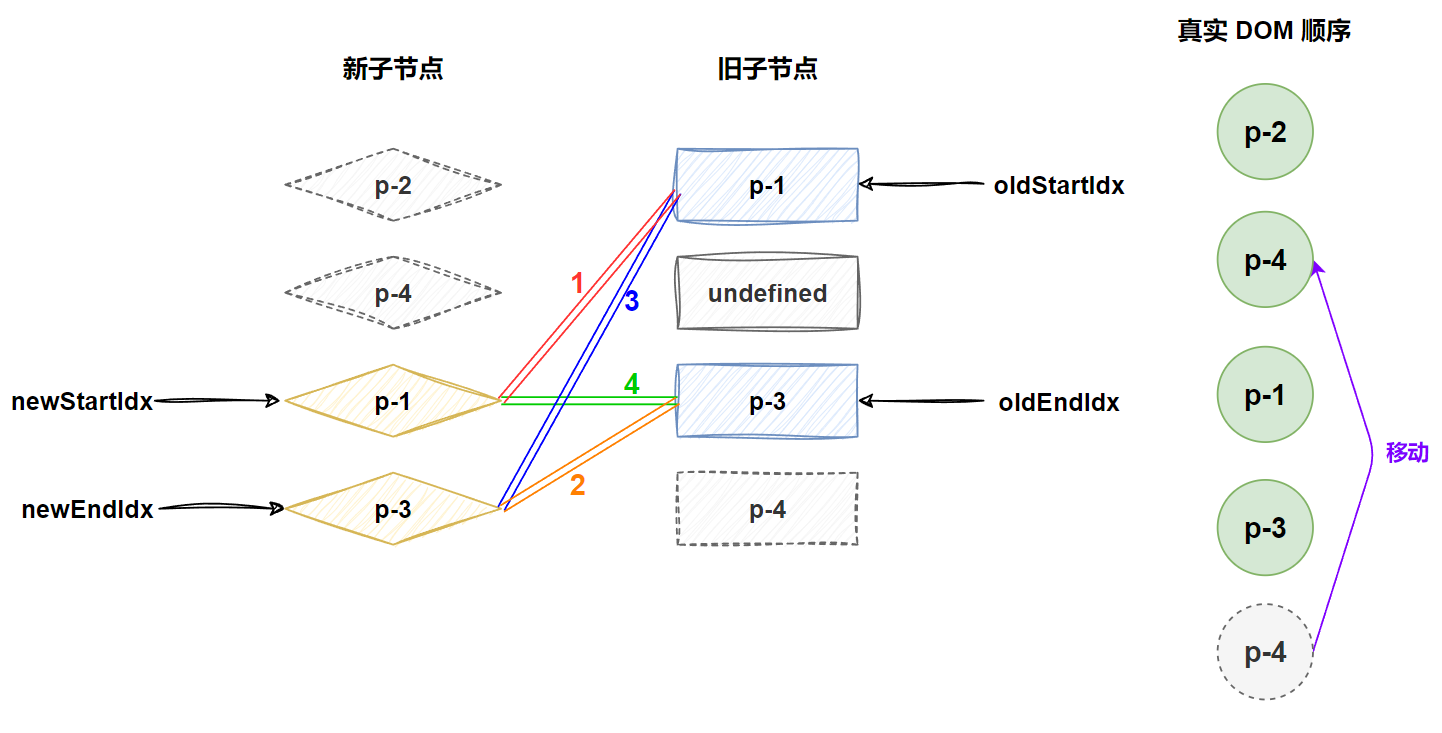 真实 DOM 顺序
新子节点
旧子节点
p-2
p-2
p-1
oldStartIdx
p-4
1
3
undefined
p-4
4
newStartIdx
p-1
p-3
oldEndIdx
p-1
移动
2
newEndIdx
p-3
p-4
p-3
p-4